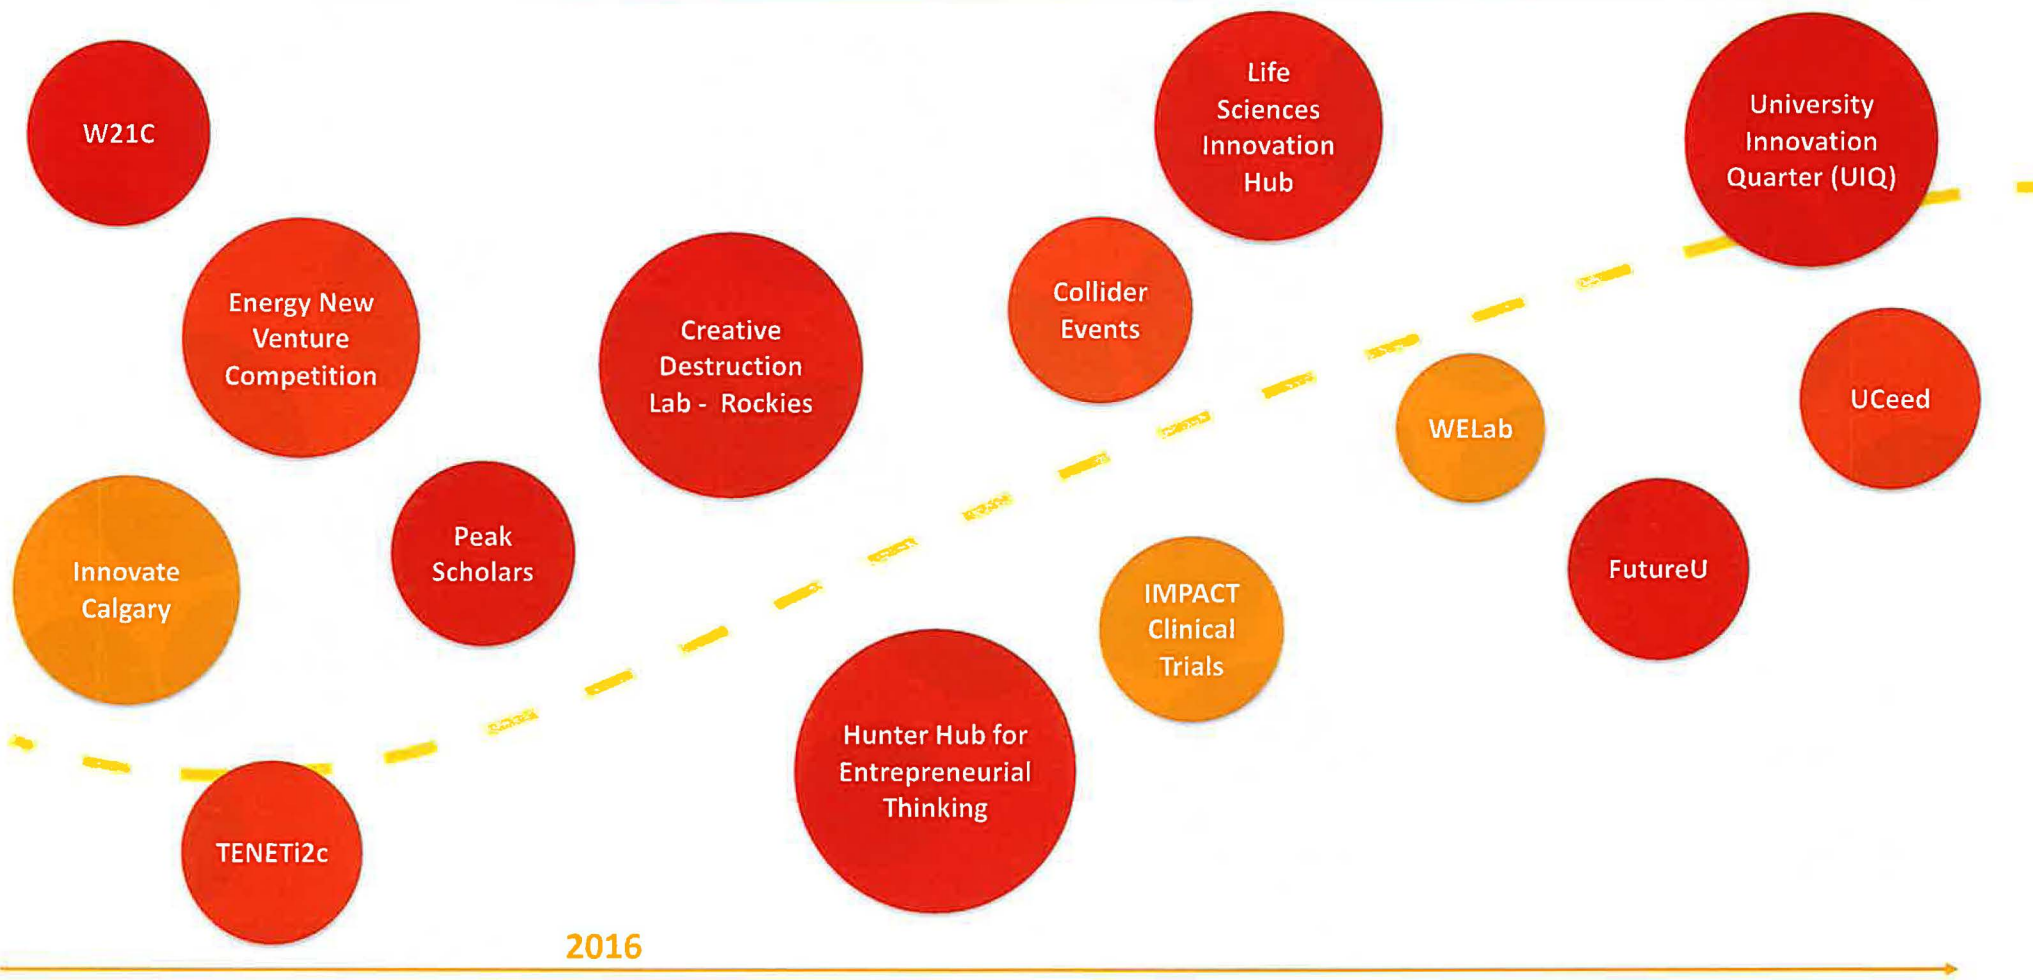 W21C
Energy New
Venture
Competition
Innovate
Calgary
TENETi2c
Peak
Scholars
Creative
Destruction
Lab - Rockies
Hunter Hub for
Entrepreneurial
Thinking
Collider
Events
Life
Sciences
Innovation
Hub
IMPACT
Clinical
Trials
WELab
FutureU
University
Innovation
Quarter (UIQ)
UCeed
2016